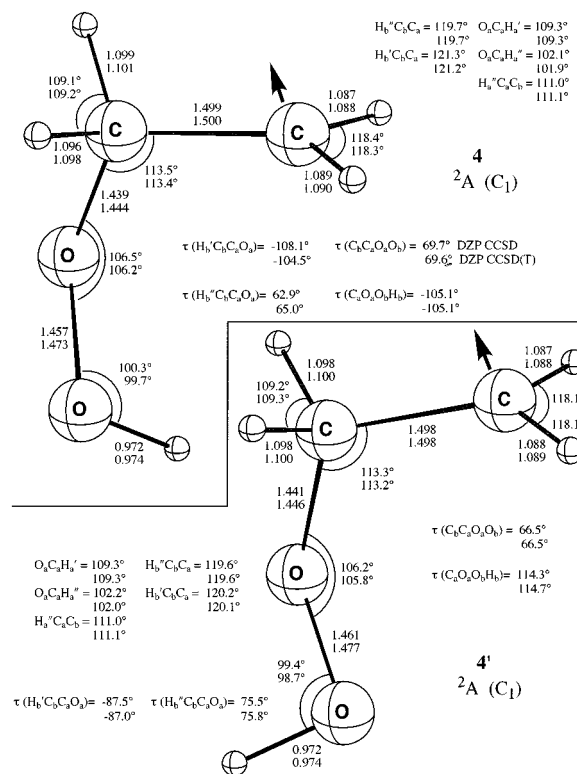 H_b″C_bC_a = 119.7° O_aC_aH_a′ = 109.3°
119.7° 109.3°
H_b′C_bC_a = 121.3° O_aC_aH_a″ = 102.1°
121.2° 101.9°
H_a″C_aC_b = 111.0°
111.1°
1.099
1.101
109.1°
109.2°
1.499
1.500
1.087
1.088
C
C
1.096
1.098
118.4°
118.3°
113.5°
113.4°
1.089
1.090
4
²A (C₁)
1.439
1.444
O
106.5°
106.2°
τ (H_b′C_bC_aO_a)= -108.1° τ (C_bC_aO_aO_b) = 69.7° DZP CCSD
-104.5° 69.6° DZP CCSD(T)
τ (H_b″C_bC_aO_a)= 62.9° τ (C_aO_aO_bH_b) = -105.1°
65.0° -105.1°
1.457
1.473
100.3°
99.7°
O
0.972
0.974
1.098
1.100
1.087
1.088
109.2°
109.3°
C
C
118.1
118.1
1.098
1.100
1.498
1.498
1.088
1.089
113.3°
113.2°
1.441
1.446
τ (C_bC_aO_aO_b) = 66.5°
66.5°
O_aC_aH_a′ = 109.3° H_b″C_bC_a = 119.6°
109.3° 119.6°
O_aC_aH_a″ = 102.2° H_b′C_bC_a = 120.2°
102.0° 120.1°
H_a″C_aC_b = 111.0°
111.1°
O
106.2°
105.8°
τ (C_aO_aO_bH_b) = 114.3°
114.7°
1.461
1.477
99.4°
98.7°
4'
²A (C₁)
τ (H_b′C_bC_aO_a)= -87.5° τ (H_b″C_bC_aO_a)= 75.5°
-87.0° 75.8°
O
0.972
0.974